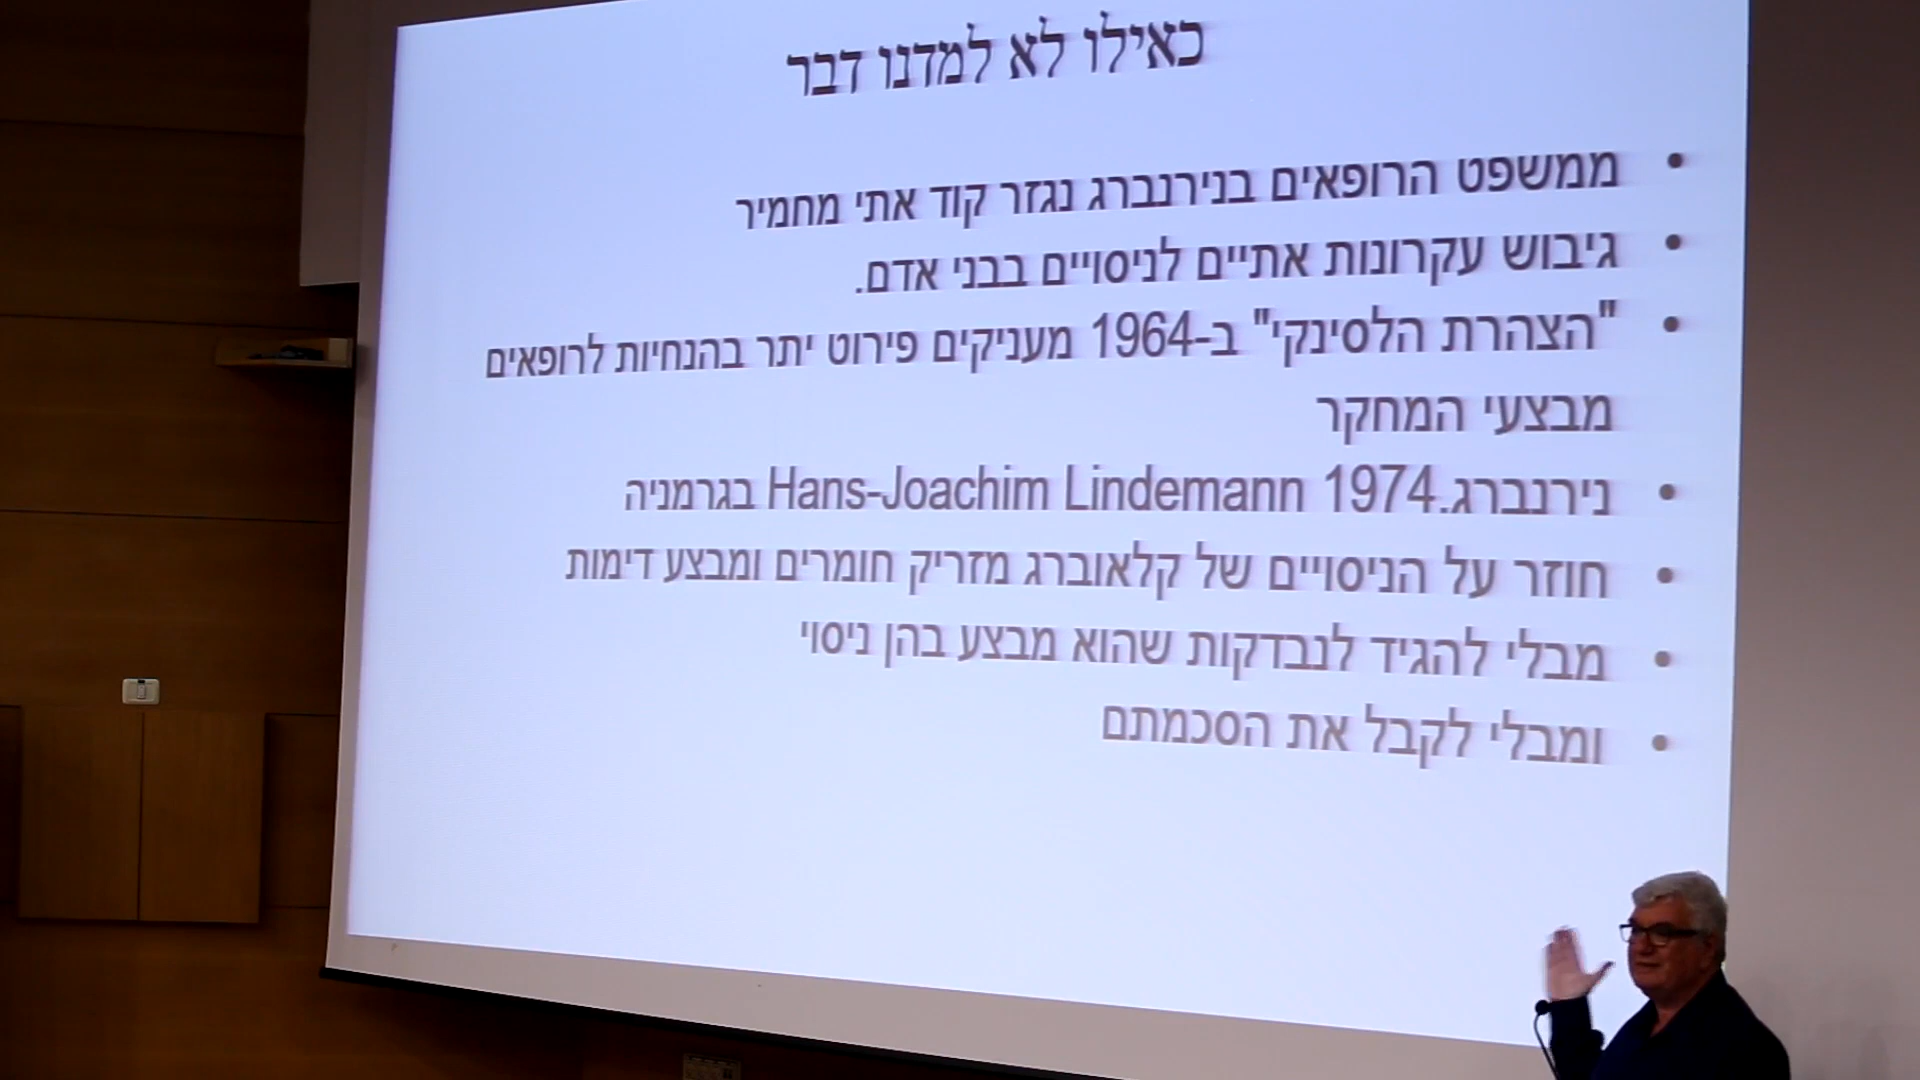 כאילו לא למדנו דבר
• ממשפט הרופאים בנירנברג נגזר קוד אתי מחמיר
• גיבוש עקרונות אתיים לניסויים בבני אדם.
• "הצהרת הלסינקי" ב-1964 מעניקים פירוט יתר בהנחיות לרופאים
מבצעי המחקר
• נירנברג.1974 Hans-Joachim Lindemann בגרמניה
• חוזר על הניסויים של קלאוברג מזריק חומרים ומבצע דימות
• מבלי להגיד לנבדקות שהוא מבצע בהן ניסוי
• ומבלי לקבל את הסכמתם